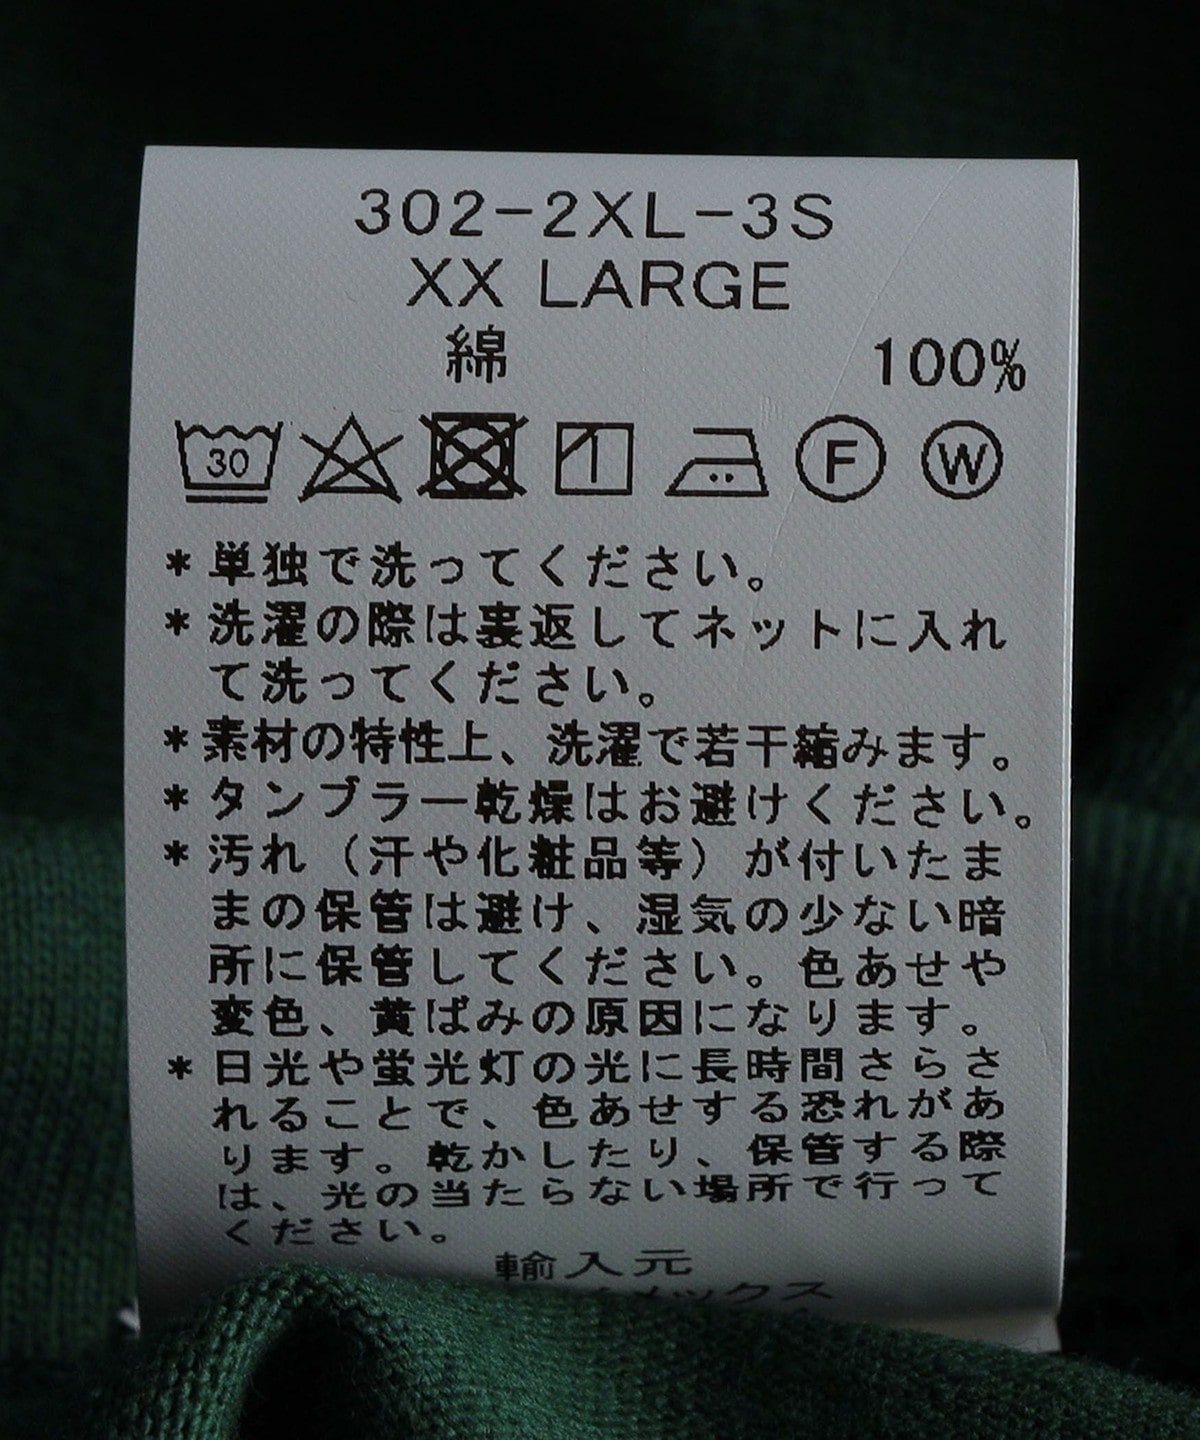 302-2XL-3S
XX LARGE
綿 100%
30 1 F W
*単独で洗ってください。
*洗濯の際は裏返してネットに入れ
て洗ってください。
*素材の特性上、洗濯で若干縮みます。
*タンブラー乾燥はお避けください。
*汚れ（汗や化粧品等）が付いたま
まの保管は避け、湿気の少ない暗
所に保管してください。色あせや
変色、黄ばみの原因になります。
*日光や蛍光灯の光に長時間さらさ
れることで、色あせする恐れがあ
ります。乾かしたり、保管する際
は、光の当たらない場所で行って
ください。
輸入元
メックス